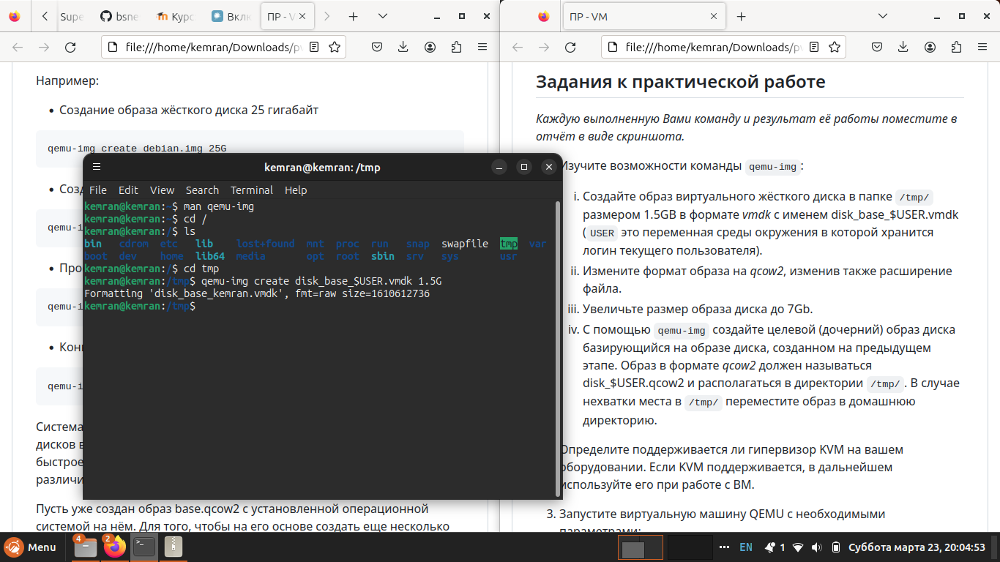 Supe
bsne
Курс
Вклю
ПР - V
ПР - VM
file:///home/kemran/Downloads/pv
file:///home/kemran/Downloads/pv
Например:
Создание образа жёсткого диска 25 гигабайт
qemu-img create debian.img 25G
Созд
qemu-i
Про
qemu-i
Кон
qemu-i
Система
дисков в
быстрое
различи
Пусть уже создан образ base.qcow2 с установленной операционной
системой на нём. Для того, чтобы на его основе создать еще несколько
kemran@kemran: /tmp
File Edit View Search Terminal Help
kemran@kemran:~$ man qemu-img
kemran@kemran:~$ cd /
kemran@kemran:/$ ls
bin cdrom etc lib lost+found mnt proc run snap swapfile tmp var
boot dev home lib64 media opt root sbin srv sys usr
kemran@kemran:/$ cd tmp
kemran@kemran:/tmp$ qemu-img create disk_base_$USER.vmdk 1.5G
Formatting 'disk_base_kemran.vmdk', fmt=raw size=1610612736
kemran@kemran:/tmp$
Задания к практической работе
Каждую выполненную Вами команду и результат её работы поместите в
отчёт в виде скриншота.
Изучите возможности команды qemu-img:
i. Создайте образ виртуального жёсткого диска в папке /tmp/
размером 1.5GB в формате vmdk с именем disk_base_$USER.vmdk
( USER это переменная среды окружения в которой хранится
логин текущего пользователя).
ii. Измените формат образа на qcow2, изменив также расширение
файла.
iii. Увеличьте размер образа диска до 7Gb.
iv. С помощью qemu-img создайте целевой (дочерний) образ диска
базирующийся на образе диска, созданном на предыдущем
этапе. Образ в формате qcow2 должен называться
disk_$USER.qcow2 и располагаться в директории /tmp/. В случае
нехватки места в /tmp/ переместите образ в домашнюю
директорию.
Определите поддерживается ли гипервизор KVM на вашем
оборудовании. Если KVM поддерживается, в дальнейшем
используйте его при работе с ВМ.
3. Запустите виртуальную машину QEMU с необходимыми
параметрами:
Menu
4
2
EN
1
Суббота марта 23, 20:04:53